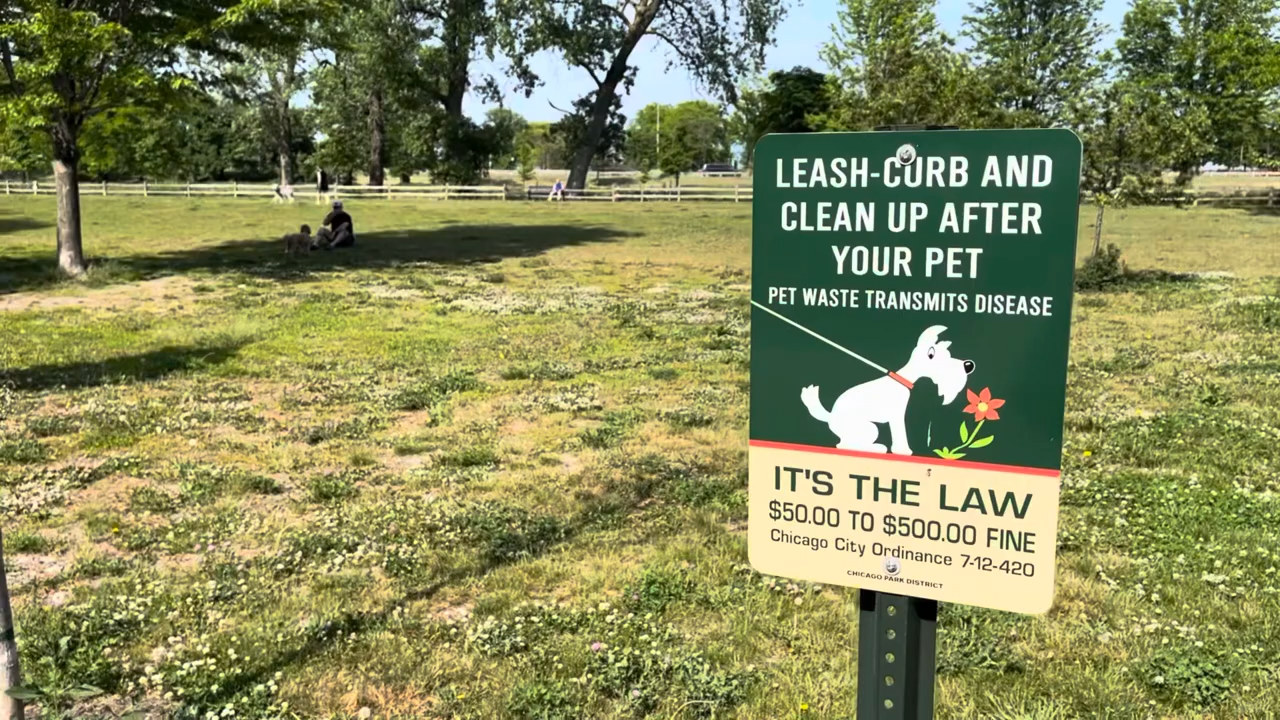 LEASH-CURB AND
CLEAN UP AFTER
YOUR PET
PET WASTE TRANSMITS DISEASE
IT'S THE LAW
$50.00 TO $500.00 FINE
Chicago City Ordinance 7-12-420
CHICAGO PARK DISTRICT